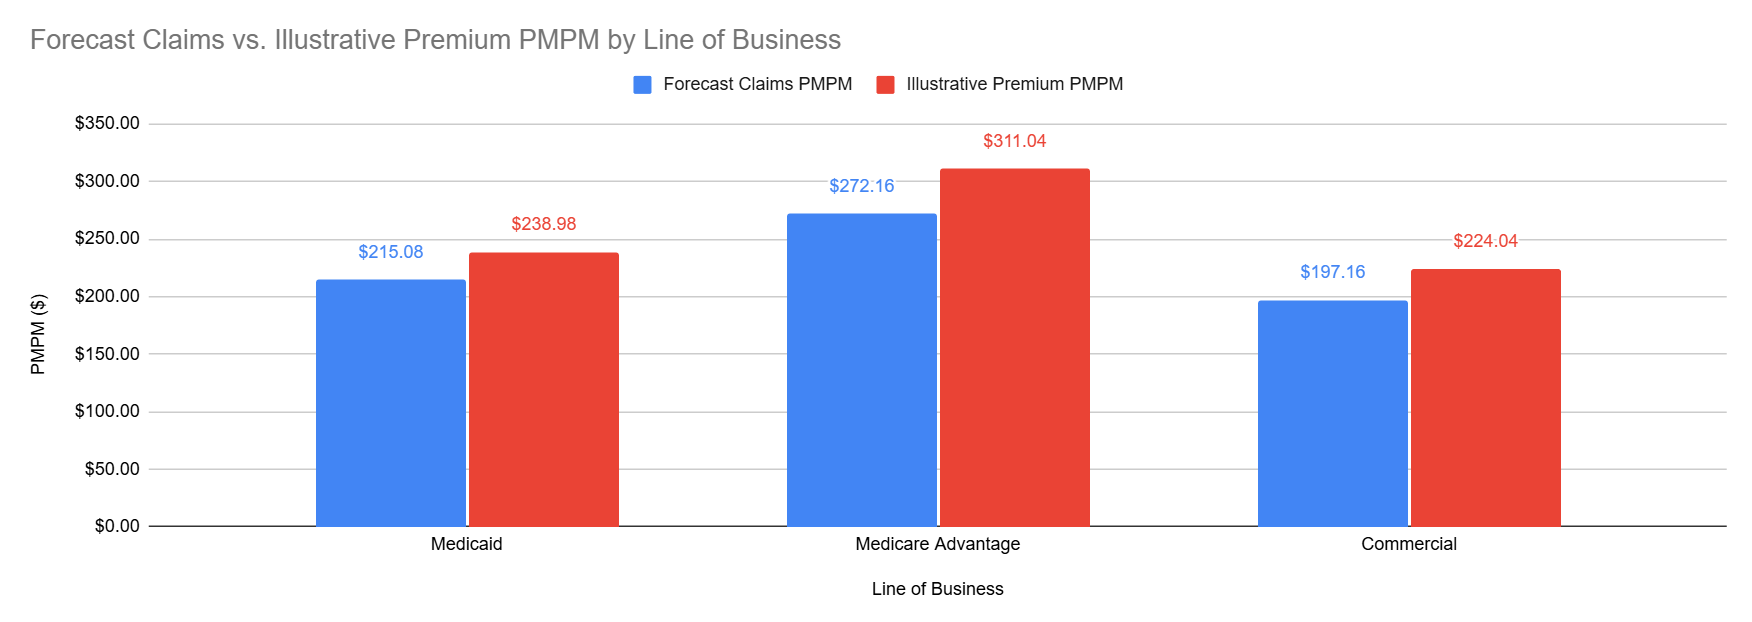 Forecast Claims vs. Illustrative Premium PMPM by Line of Business
Forecast Claims PMPM Illustrative Premium PMPM
$350.00
$311.04
$300.00
$272.16
$250.00
$238.98
$224.04
$215.08
$197.16
$200.00
$150.00
$100.00
$50.00
$0.00
PMPM ($)
Medicaid Medicare Advantage Commercial
Line of Business